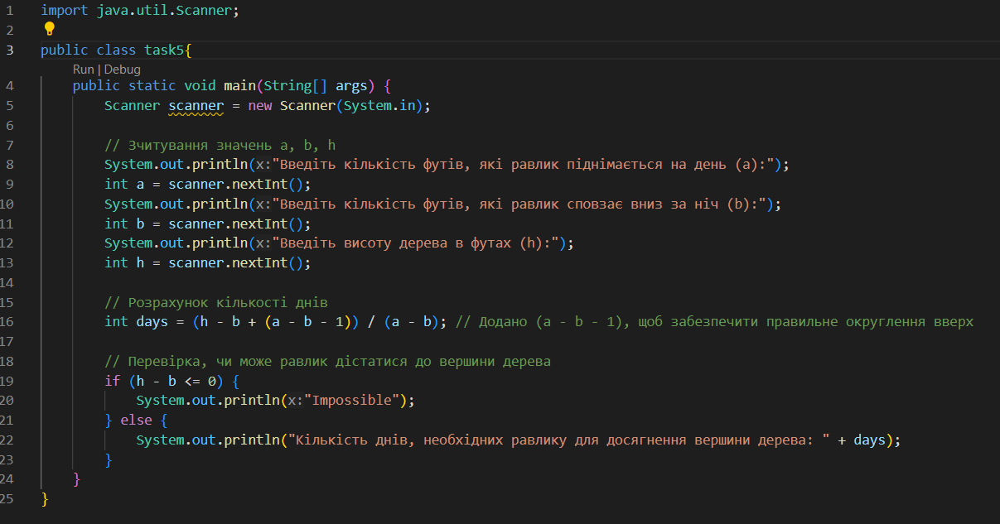 1 import java.util.Scanner;
2
3 public class task5{
Run | Debug
4 public static void main(String[] args) {
5 Scanner scanner = new Scanner(System.in);
6
7 // Зчитування значень a, b, h
8 System.out.println(x:"Введіть кількість футів, які равлик піднімається на день (a):");
9 int a = scanner.nextInt();
10 System.out.println(x:"Введіть кількість футів, які равлик сповзає вниз за ніч (b):");
11 int b = scanner.nextInt();
12 System.out.println(x:"Введіть висоту дерева в футах (h):");
13 int h = scanner.nextInt();
14
15 // Розрахунок кількості днів
16 int days = (h - b + (a - b - 1)) / (a - b); // Додано (a - b - 1), щоб забезпечити правильне округлення вверх
17
18 // Перевірка, чи може равлик дістатися до вершини дерева
19 if (h - b <= 0) {
20 System.out.println(x:"Impossible");
21 } else {
22 System.out.println("Кількість днів, необхідних равлику для досягнення вершини дерева: " + days);
23 }
24 }
25 }